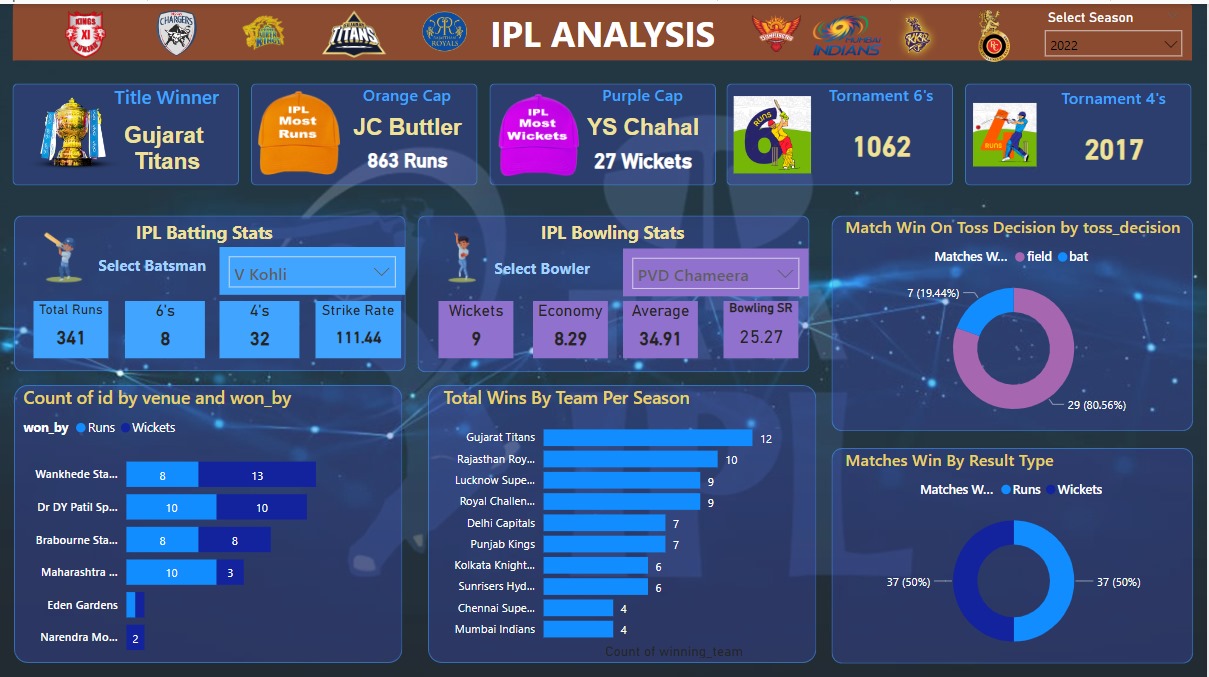 KINGS
XI
PUNJAB
CHARGERS
TITANS
RR
ROYALS
IPL ANALYSIS
MUMBAI
INDIANS
KKR
Select Season
2022
Title Winner
Gujarat
Titans
IPL
Most
Runs
Orange Cap
JC Buttler
863 Runs
IPL
Most
Wickets
Purple Cap
YS Chahal
27 Wickets
6
RUNS
Tornament 6's
1062
4
RUNS
Tornament 4's
2017
IPL Batting Stats
Select Batsman
V Kohli
Total Runs
341
6's
8
4's
32
Strike Rate
111.44
IPL Bowling Stats
Select Bowler
PVD Chameera
Wickets
9
Economy
8.29
Average
34.91
Bowling SR
25.27
Match Win On Toss Decision by toss_decision
Matches W... field bat
7 (19.44%)
29 (80.56%)
Count of id by venue and won_by
won_by Runs Wickets
Wankhede Sta... 8 13
Dr DY Patil Sp... 10 10
Brabourne Sta... 8 8
Maharashtra ... 10 3
Eden Gardens
Narendra Mo... 2
Total Wins By Team Per Season
Gujarat Titans 12
Rajasthan Roy... 10
Lucknow Supe... 9
Royal Challen... 9
Delhi Capitals 7
Punjab Kings 7
Kolkata Knight... 6
Sunrisers Hyd... 6
Chennai Supe... 4
Mumbai Indians 4
Count of winning_team
Matches Win By Result Type
Matches W... Runs Wickets
37 (50%)
37 (50%)
IPL